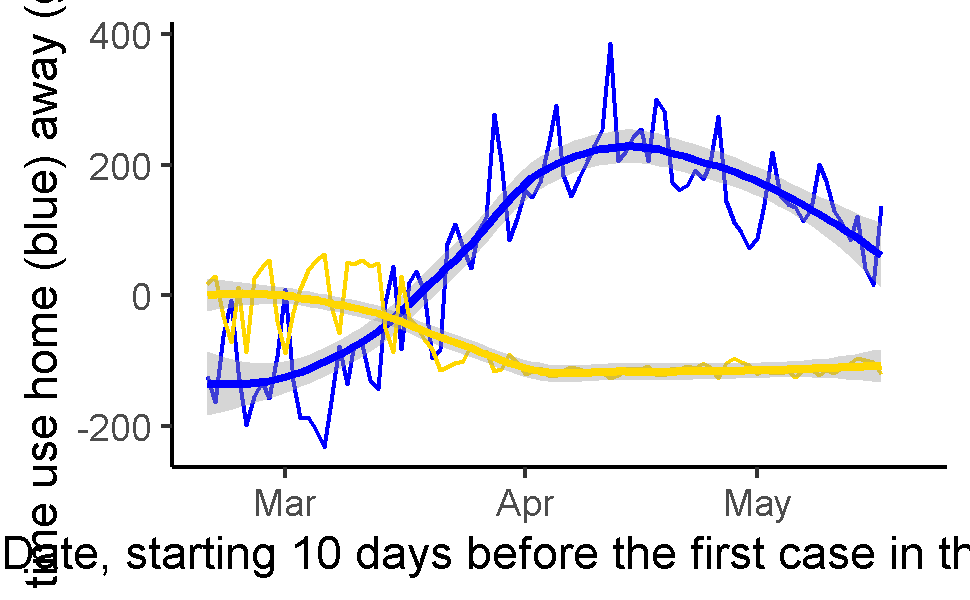 time use home (blue) away (
400
200
0
-200
Mar Apr May
Date, starting 10 days before the first case in th